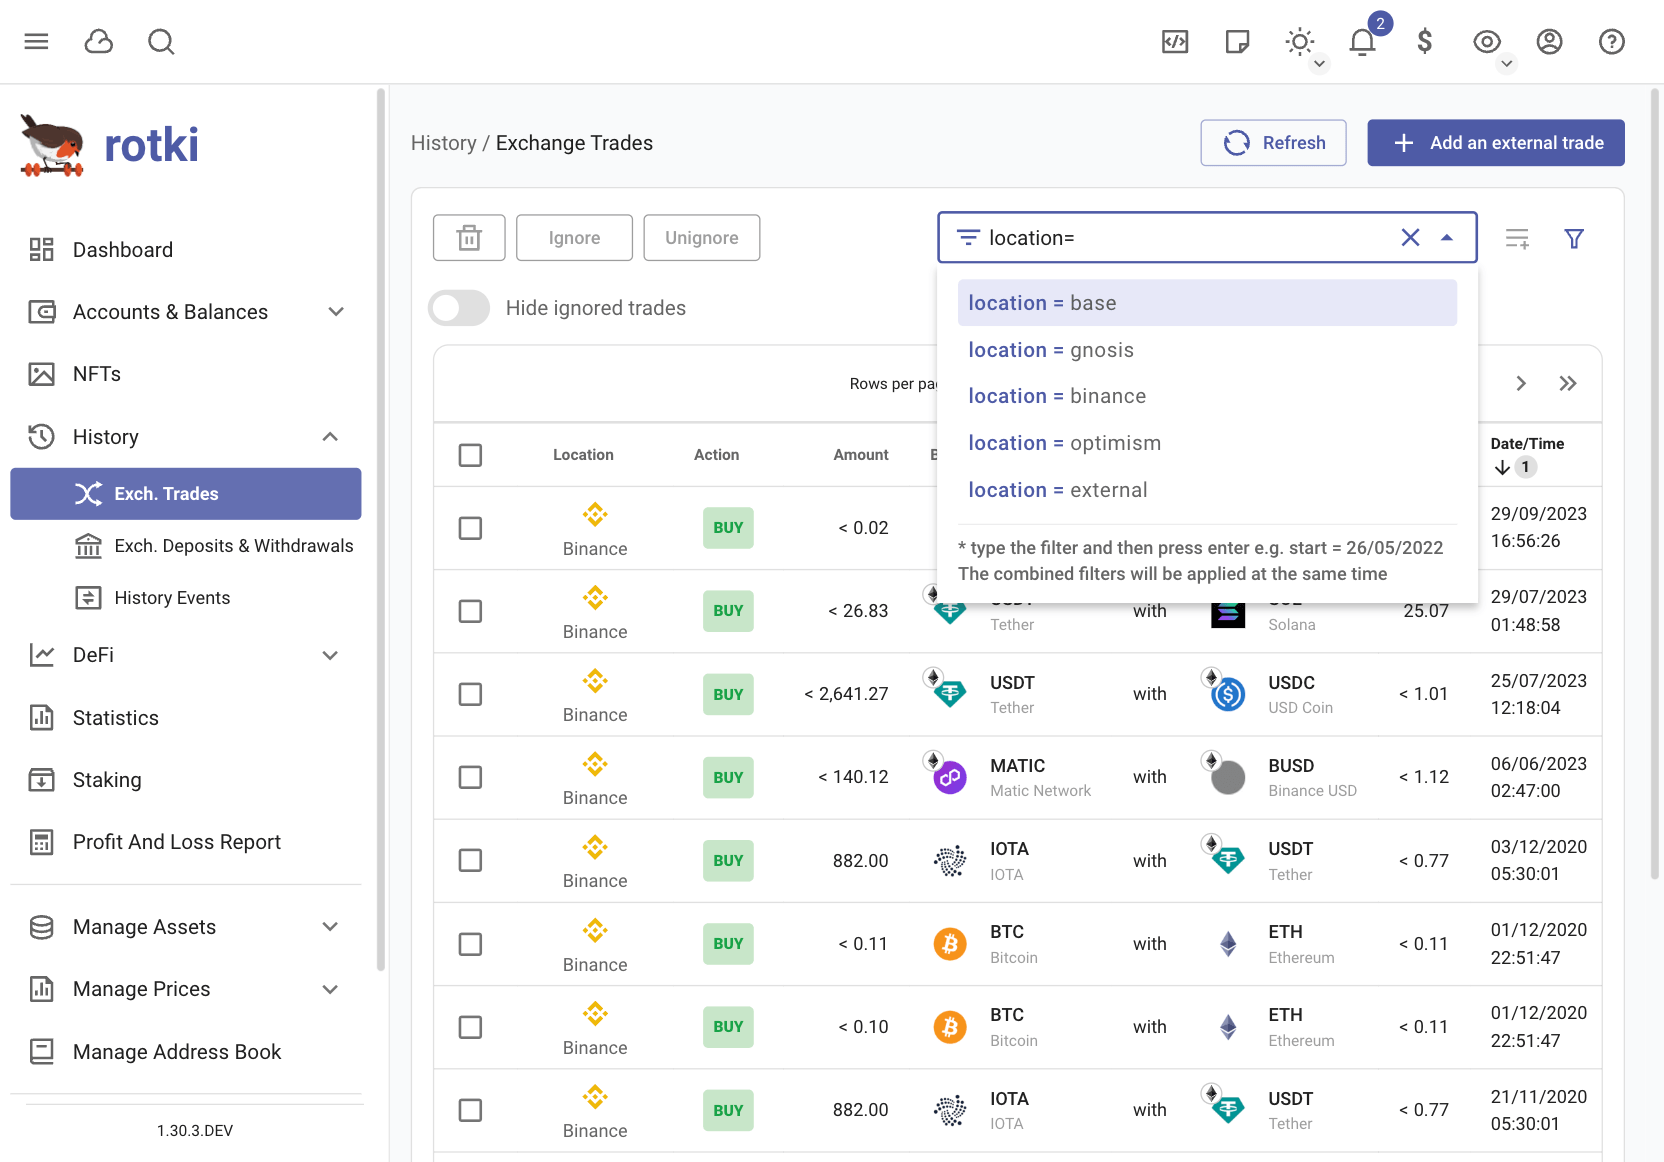 2
rotki
History / Exchange Trades
Refresh
Add an external trade
Dashboard
Accounts & Balances
NFTs
History
Exch. Trades
Exch. Deposits & Withdrawals
History Events
DeFi
Statistics
Staking
Profit And Loss Report
Manage Assets
Manage Prices
Manage Address Book
1.30.3.DEV
Ignore
Unignore
location=
Hide ignored trades
location = base
location = gnosis
location = binance
location = optimism
location = external
* type the filter and then press enter e.g. start = 26/05/2022
The combined filters will be applied at the same time
Rows per
Location Action Amount Date/Time
1
Binance BUY < 0.02 29/09/2023 16:56:26
Binance BUY < 26.83 Tether with Solana 25.07 29/07/2023 01:48:58
Binance BUY < 2,641.27 USDT Tether with USDC USD Coin < 1.01 25/07/2023 12:18:04
Binance BUY < 140.12 MATIC Matic Network with BUSD Binance USD < 1.12 06/06/2023 02:47:00
Binance BUY 882.00 IOTA IOTA with USDT Tether < 0.77 03/12/2020 05:30:01
Binance BUY < 0.11 BTC Bitcoin with ETH Ethereum < 0.11 01/12/2020 22:51:47
Binance BUY < 0.10 BTC Bitcoin with ETH Ethereum < 0.11 01/12/2020 22:51:47
Binance BUY 882.00 IOTA IOTA with USDT Tether < 0.77 21/11/2020 05:30:01